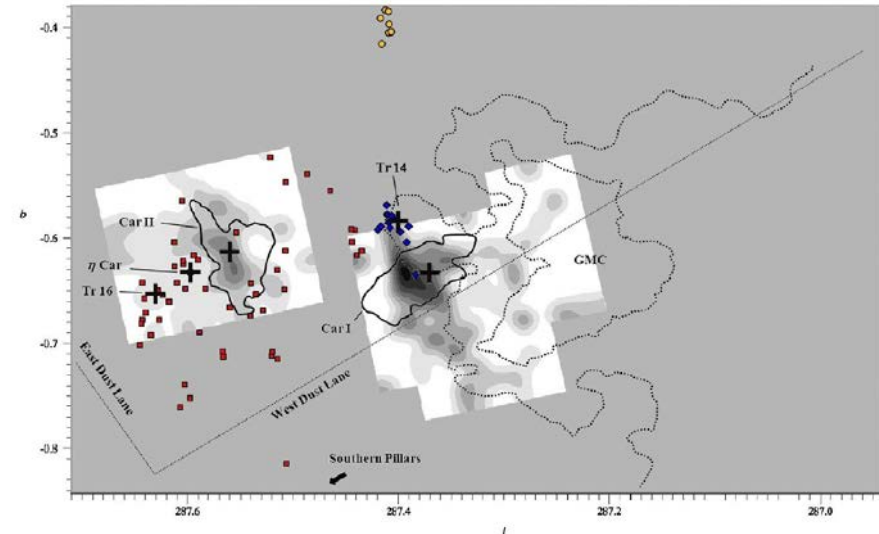 -0.4
-0.5
Tr 14
Car II
-0.6
b
η Car
GMC
Tr 16
Car I
-0.7
East Dust Lane
West Dust Lane
-0.8
Southern Pillars
287.6
287.4
287.2
287.0
l